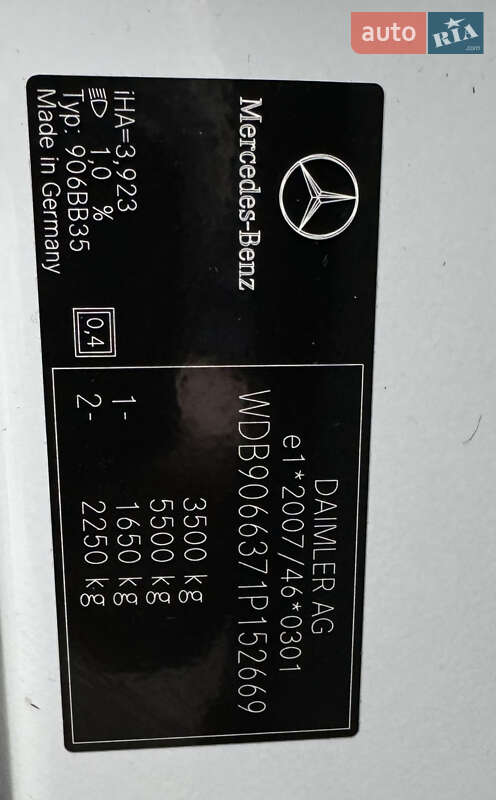 auto RIA.com
Mercedes-Benz
iHA=3,923
1,0 %
Typ: 906BB35
Made in Germany
0,4
DAIMLER AG
e1*2007/46*0301
WDB9066371P152669
3500 kg
5500 kg
1- 1650 kg
2- 2250 kg